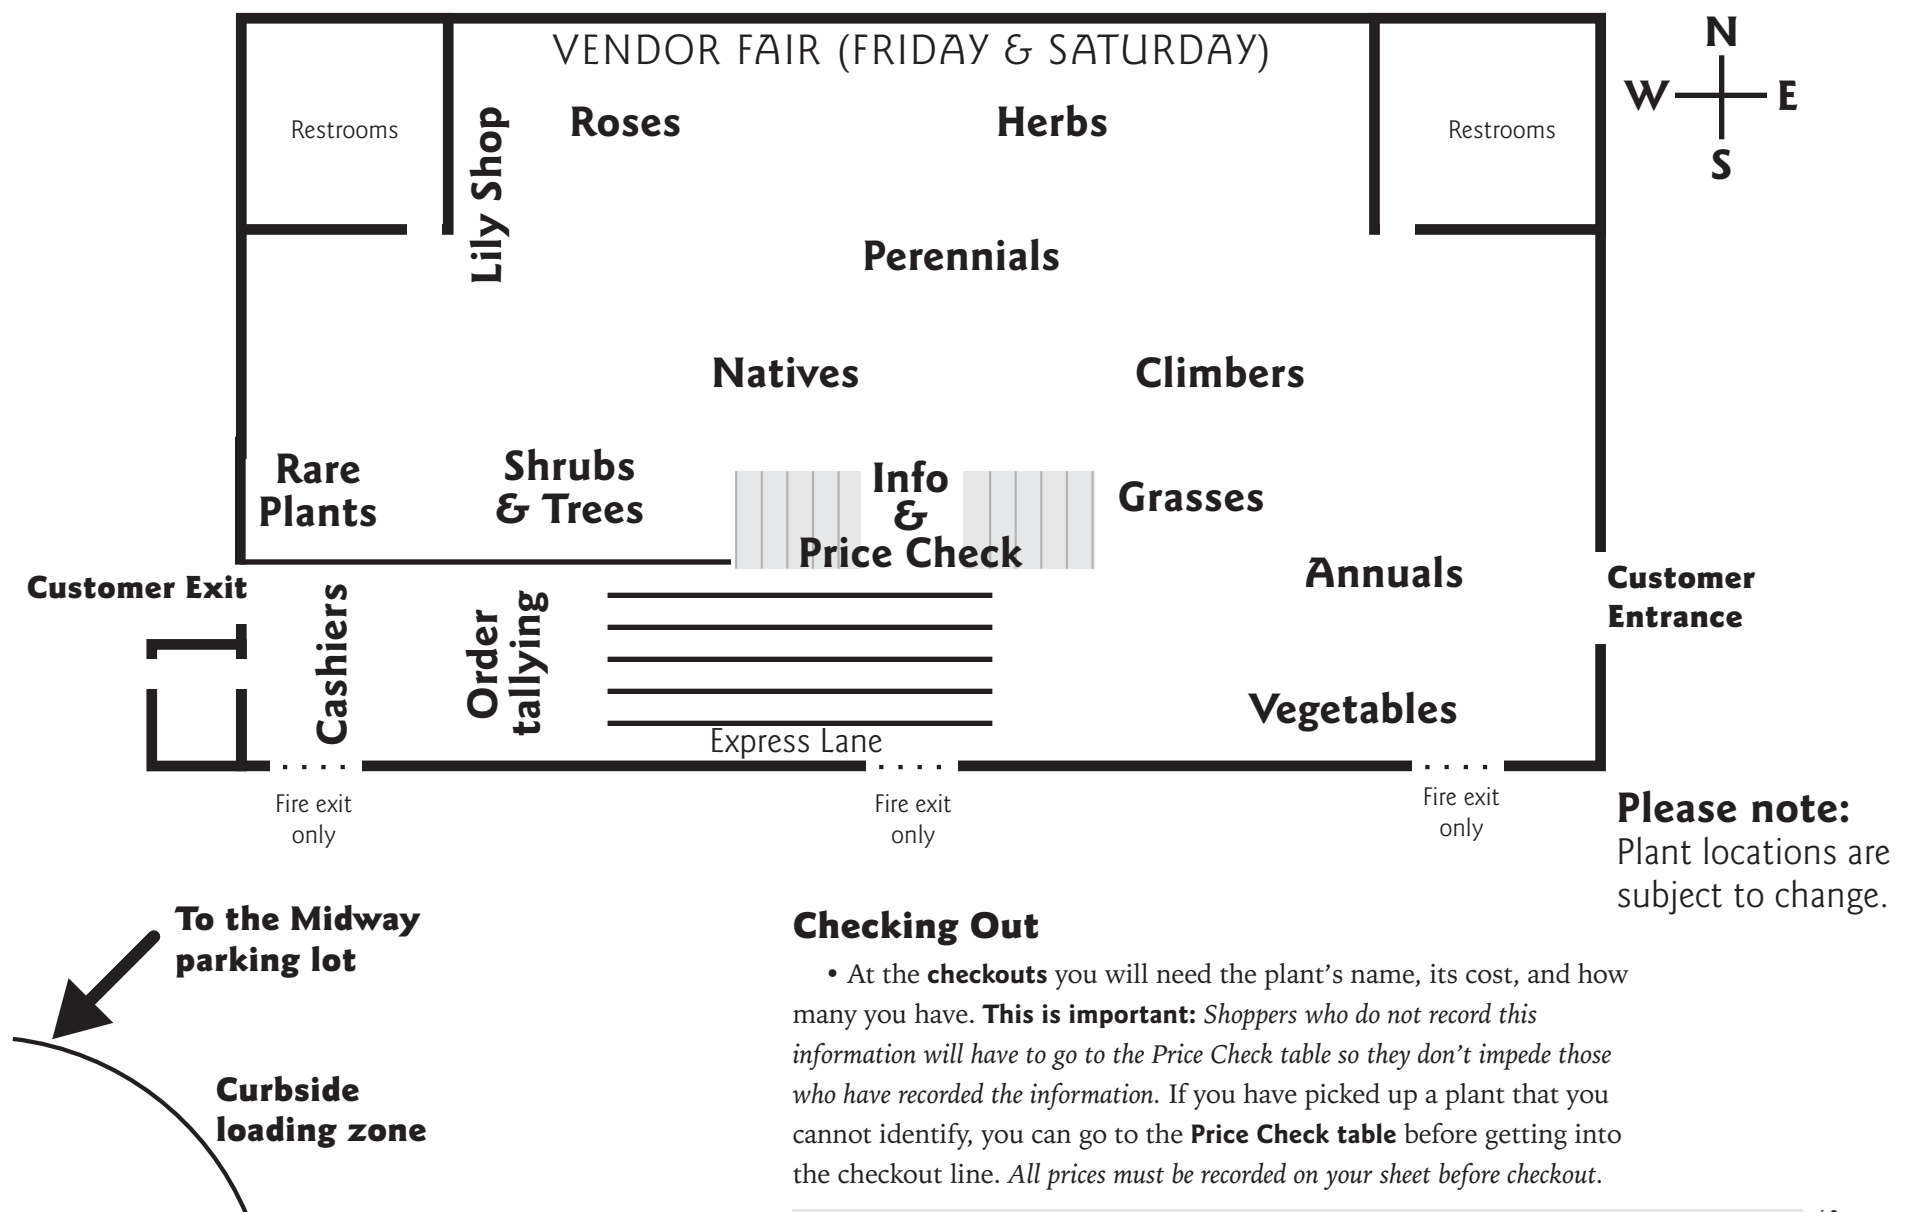 VENDOR FAIR (FRIDAY & SATURDAY)
N
W E
S
Restrooms
Lily Shop
Roses
Herbs
Restrooms
Perennials
Natives
Climbers
Rare
Plants
Shrubs
& Trees
Info
&
Price Check
Grasses
Annuals
Customer Exit
Customer
Entrance
Cashiers
Order
tallying
Vegetables
Express Lane
Fire exit
only
Fire exit
only
Fire exit
only
Please note:
Plant locations are
subject to change.
To the Midway
parking lot
Curbside
loading zone
Checking Out
• At the checkouts you will need the plant’s name, its cost, and how
many you have. This is important: Shoppers who do not record this
information will have to go to the Price Check table so they don’t impede those
who have recorded the information. If you have picked up a plant that you
cannot identify, you can go to the Price Check table before getting into
the checkout line. All prices must be recorded on your sheet before checkout.